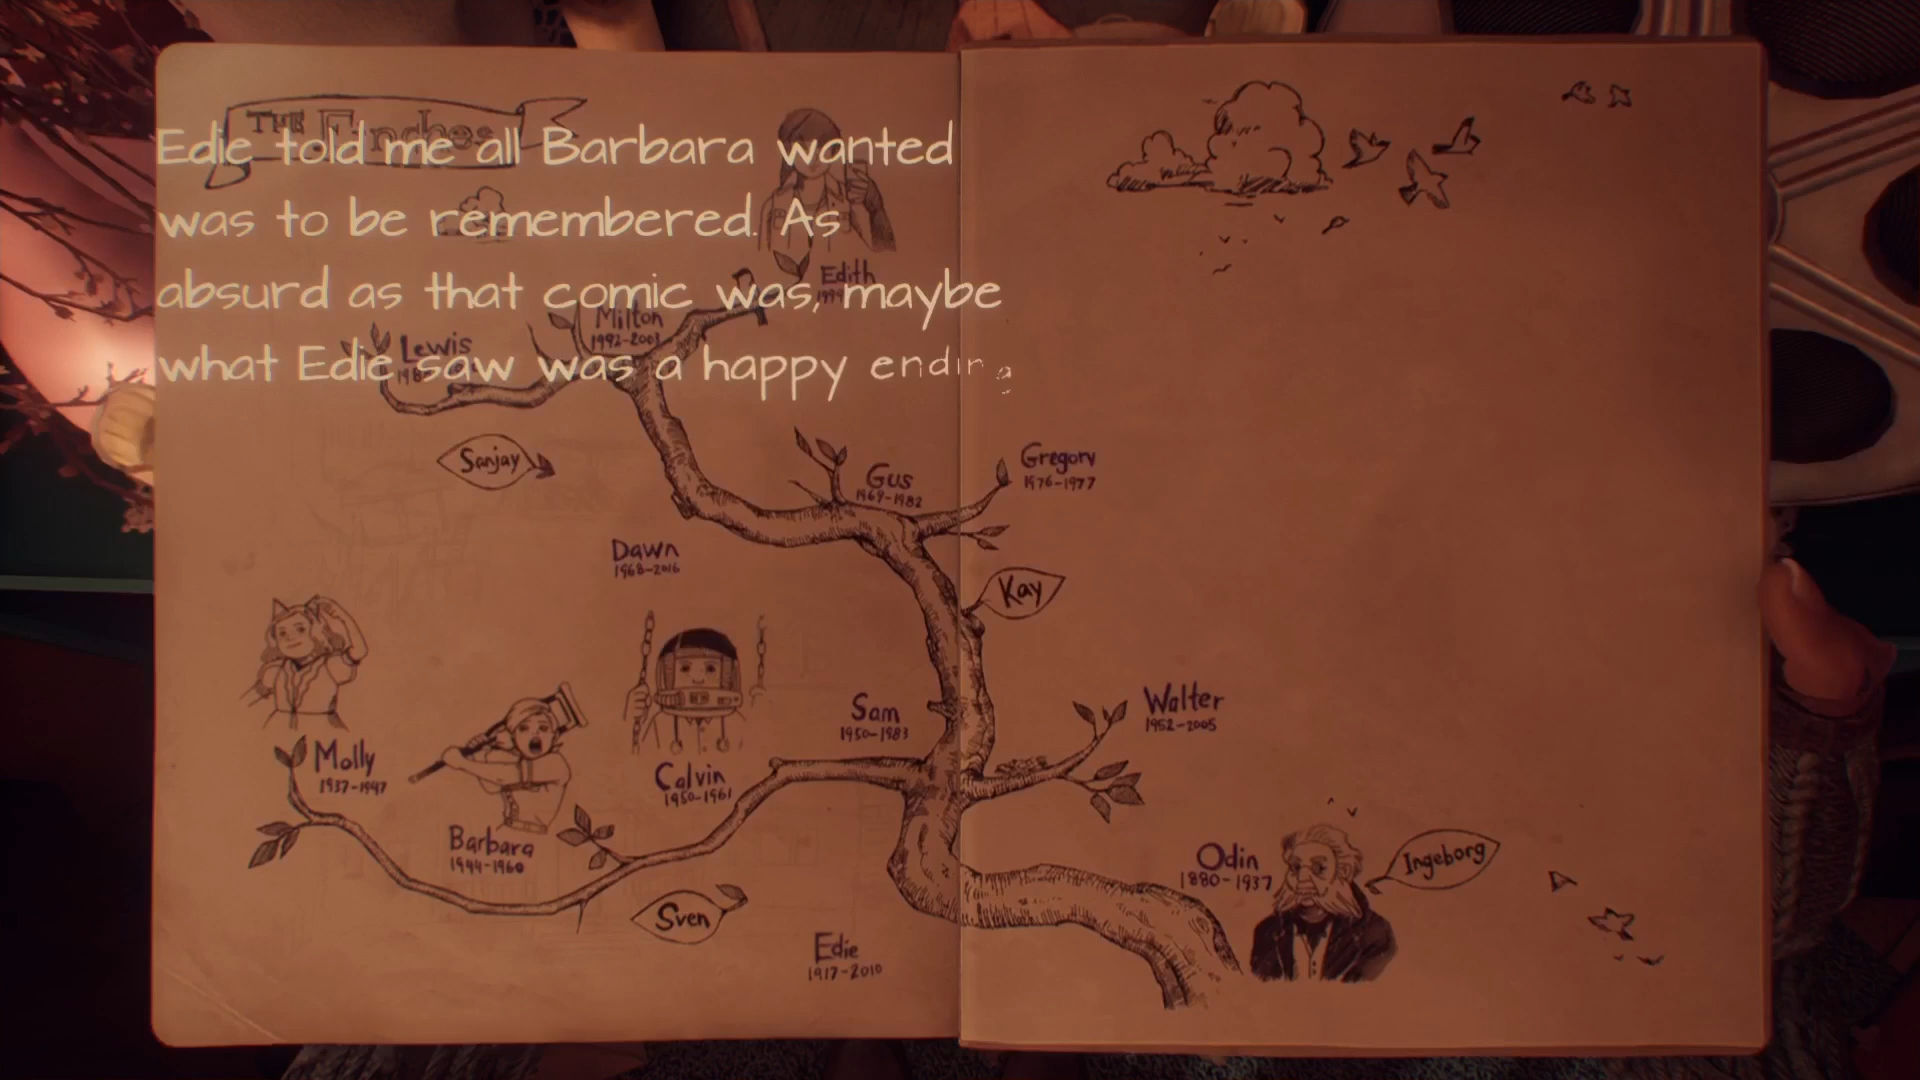 THE Finches
Edie told me all Barbara wanted
was to be remembered. As
absurd as that comic was, maybe
what Edie saw was a happy ending
Edith
Milton
1992-2003
Lewis
Sanjay
Gus
1969-1982
Gregory
1976-1977
Dawn
1968-2016
Kay
Molly
1937-1947
Barbara
1944-1960
Calvin
1950-1961
Sam
1950-1983
Walter
1952-2005
Sven
Edie
1917-2010
Odin
1880-1937
Ingeborg